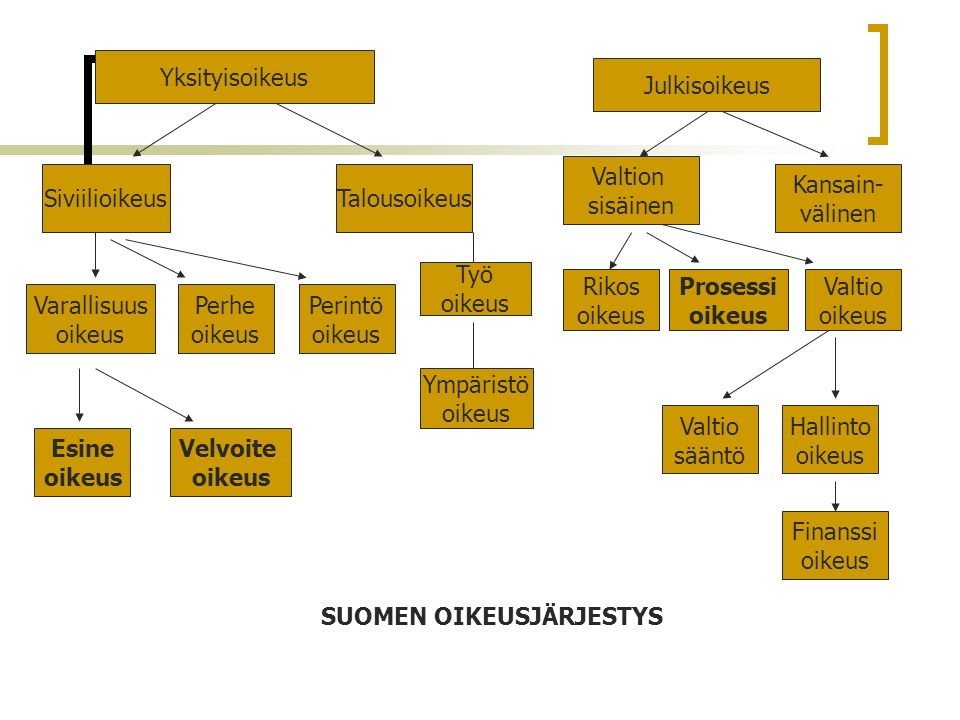 Yksityisoikeus
Julkisoikeus
Siviilioikeus
Talousoikeus
Valtion
sisäinen
Kansain-
välinen
Varallisuus
oikeus
Perhe
oikeus
Perintö
oikeus
Työ
oikeus
Rikos
oikeus
Prosessi
oikeus
Valtio
oikeus
Ympäristö
oikeus
Esine
oikeus
Velvoite
oikeus
Valtio
sääntö
Hallinto
oikeus
Finanssi
oikeus
SUOMEN OIKEUSJÄRJESTYS